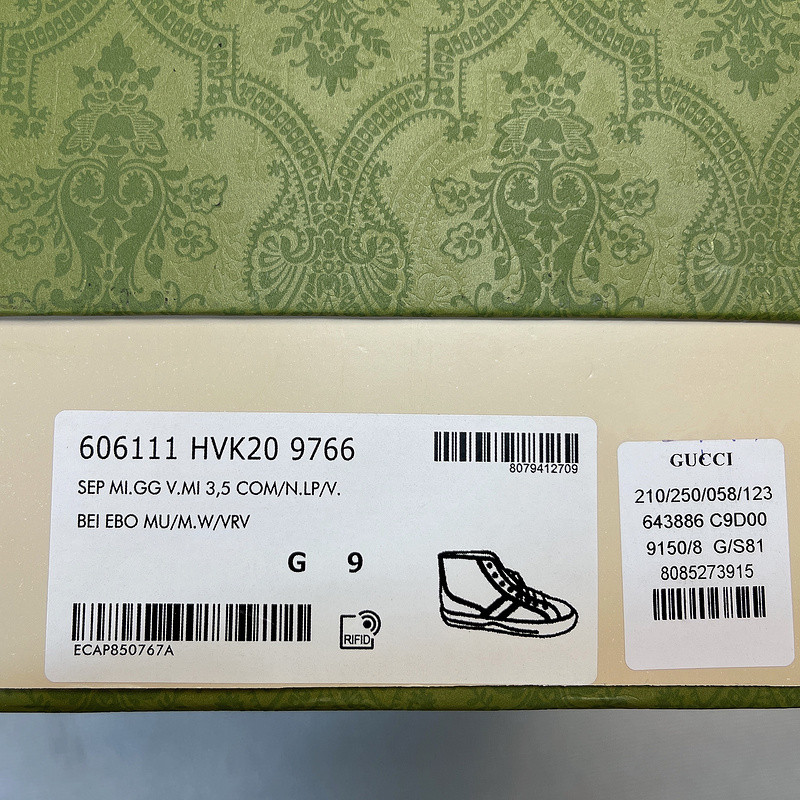 606111 HVK20 9766
8079412709
SEP MI.GG V.MI 3,5 COM/N.LP/V.
BEI EBO MU/M.W/VRV
G 9
ECAP850767A
RIFID
GUCCI
210/250/058/123
643886 C9D00
9150/8 G/S81
8085273915